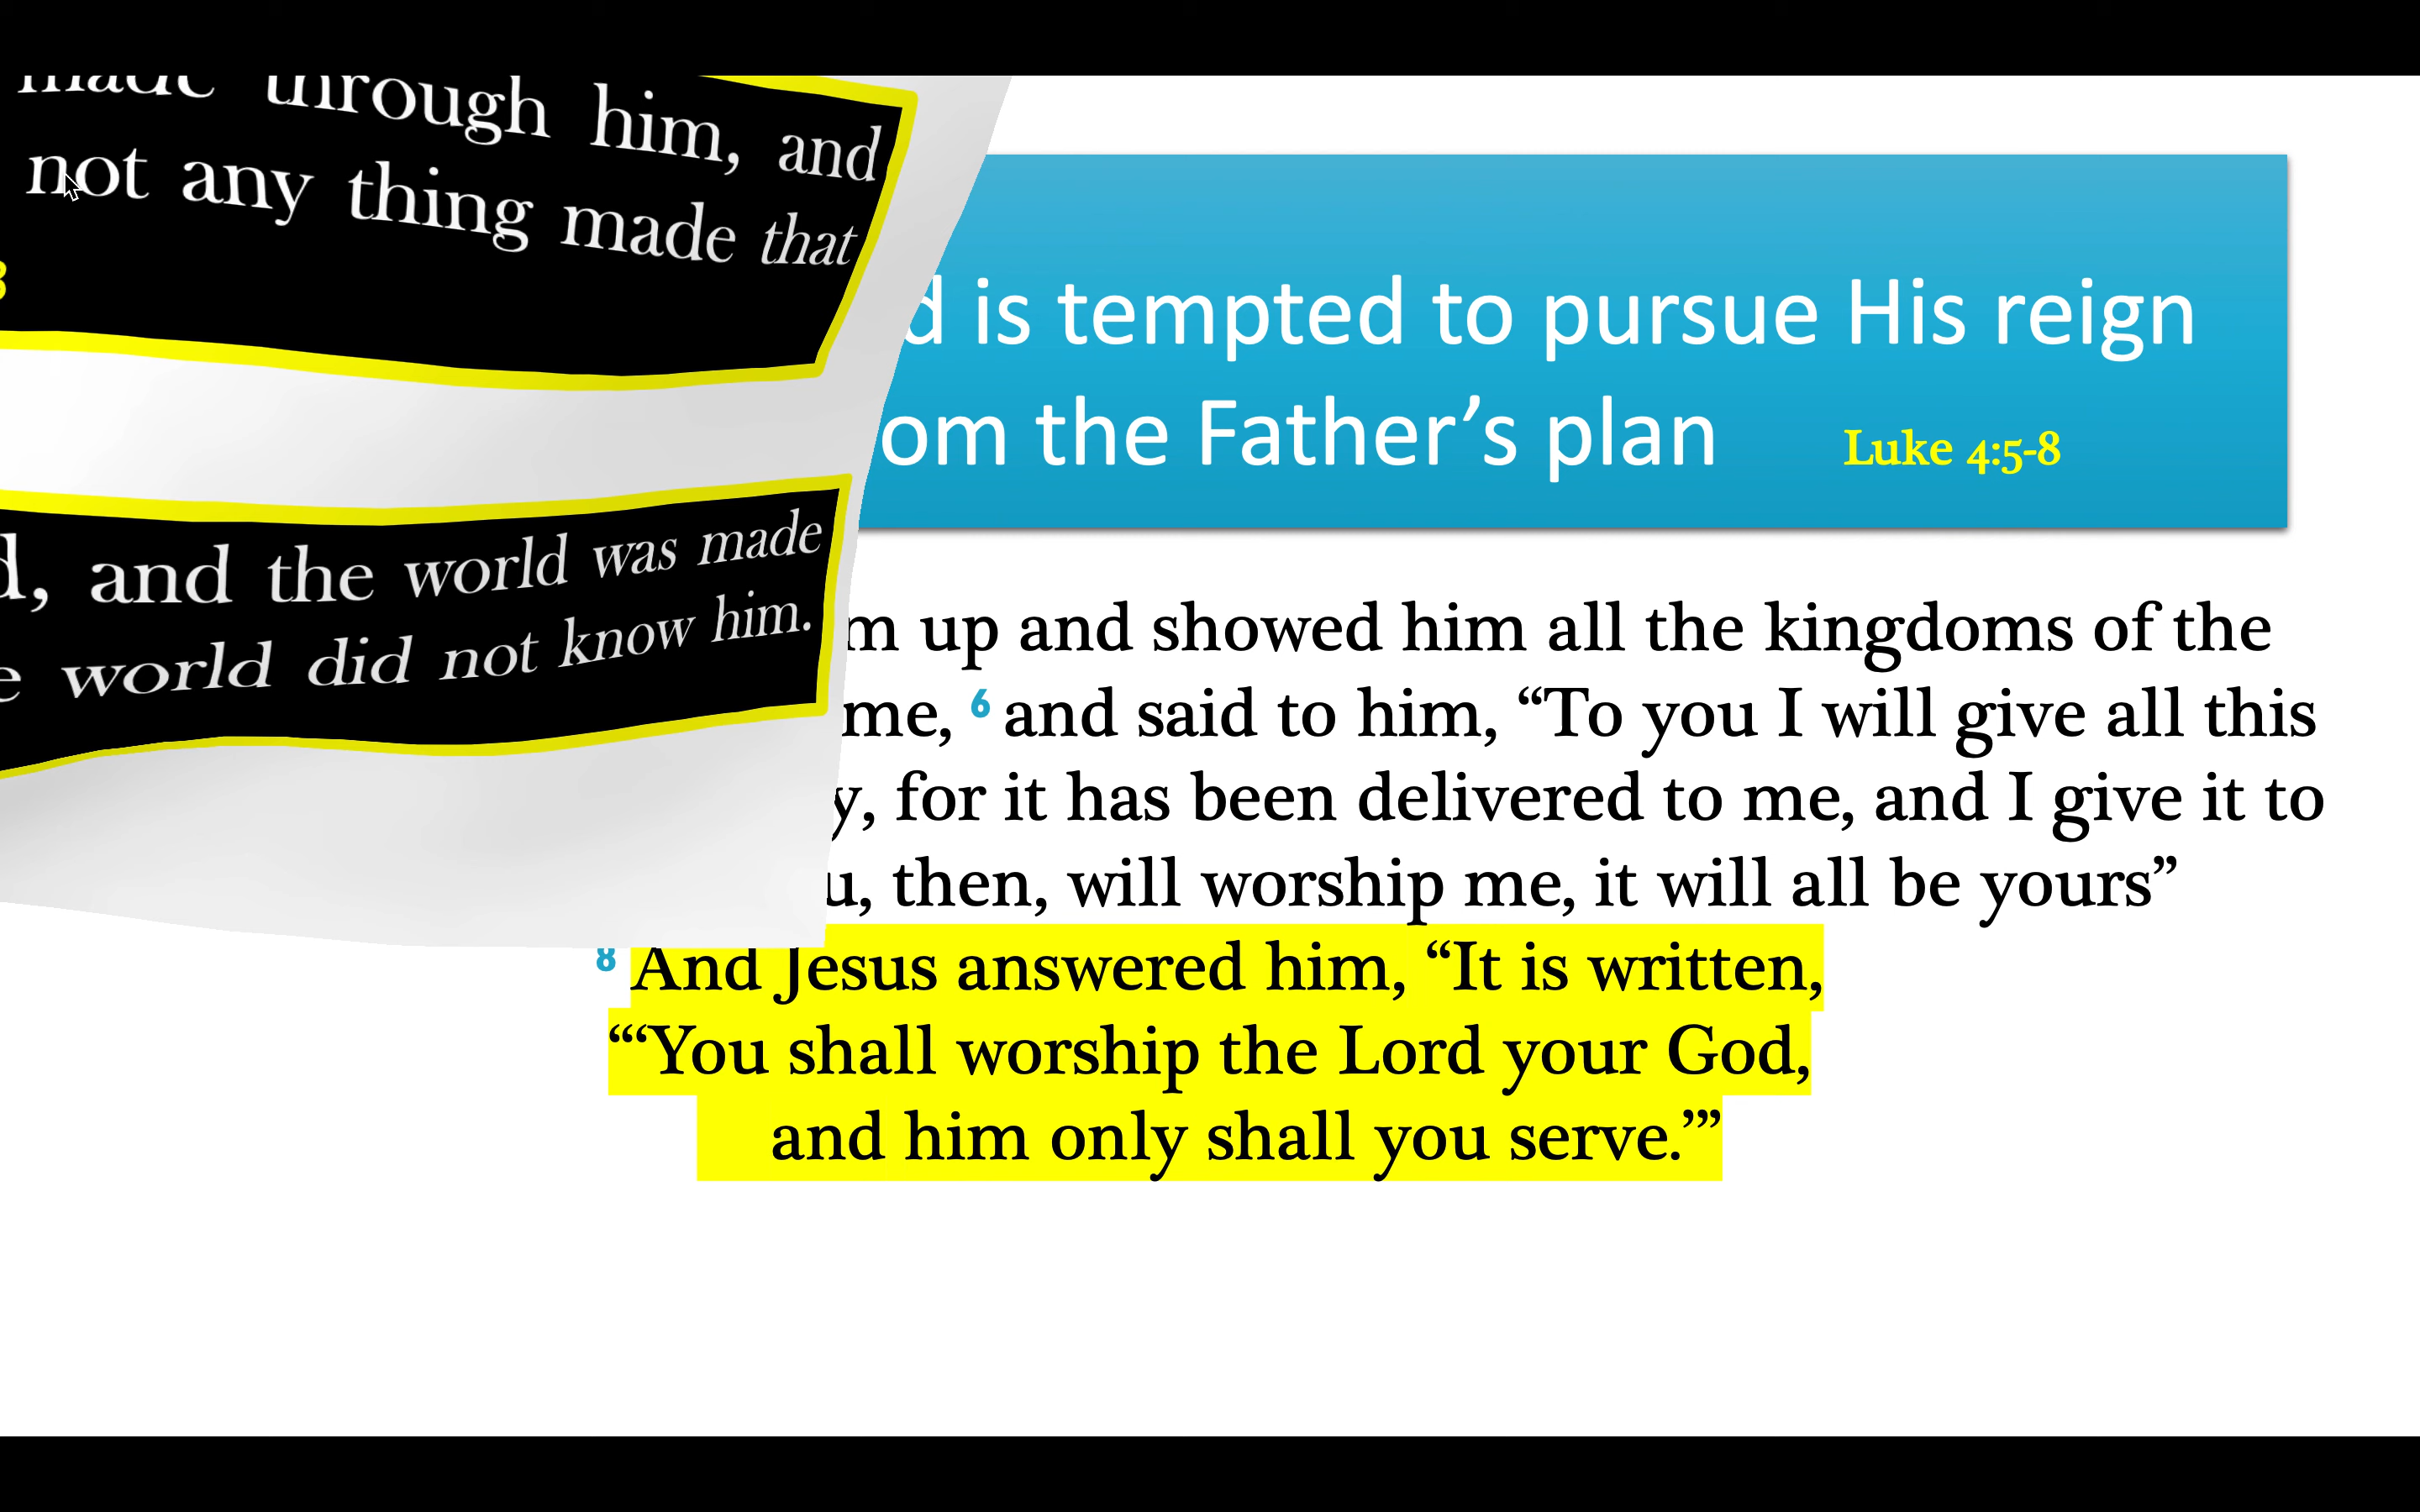 made through him, and
not any thing made that
and the world was made
world did not know him.
is tempted to pursue His reign
the Father’s plan Luke 4:5-8
up and showed him all the kingdoms of the
6 and said to him, “To you I will give all this
for it has been delivered to me, and I give it to
then, will worship me, it will all be yours”
8 And Jesus answered him, “It is written,
“‘You shall worship the Lord your God,
and him only shall you serve.’”